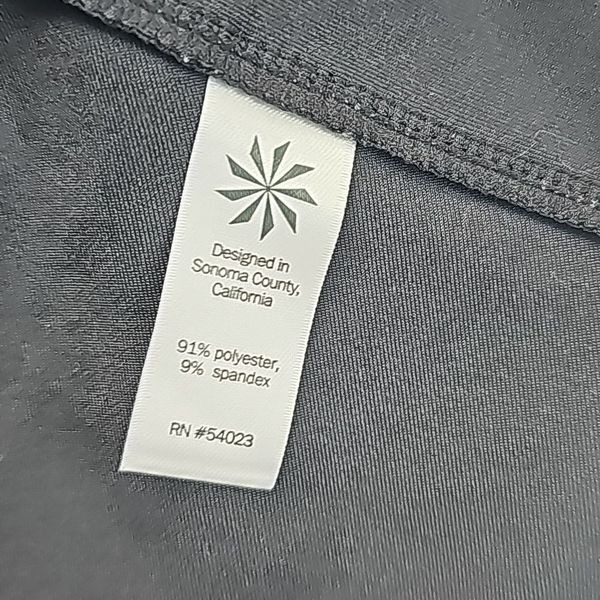 Designed in
Sonoma County,
California
91% polyester,
9% spandex
RN #54023